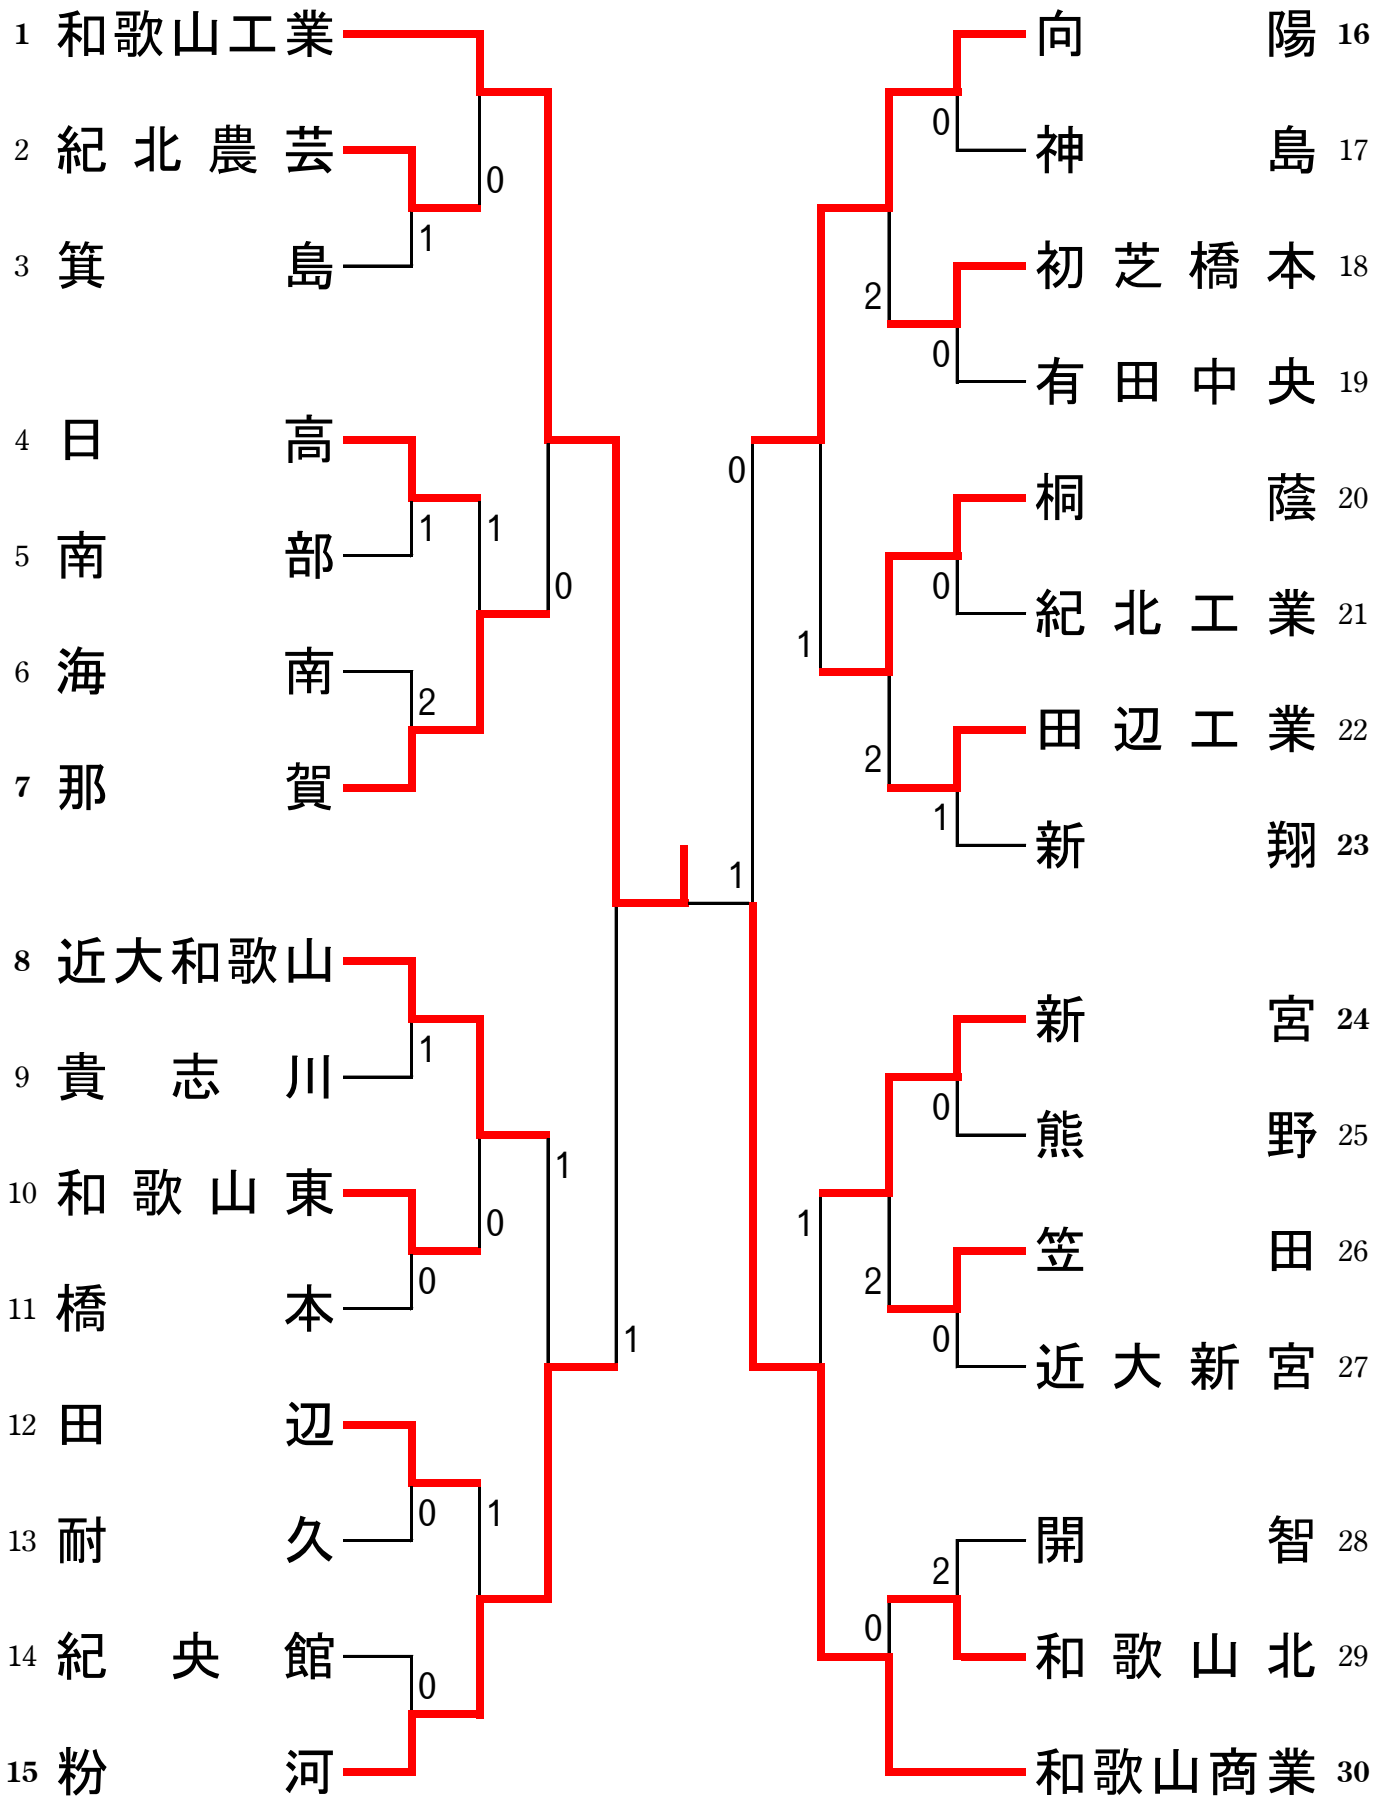 1 和歌山工業
2 紀北農芸
0
3 箕島
1
4 日高
5 南部
1
1
0
6 海南
2
7 那賀
8 近大和歌山
9 貴志川
1
1
10 和歌山東
0
11 橋本
0
1
12 田辺
13 耐久
0
1
14 紀央館
0
15 粉河
1
0
向陽 16
0
神島 17
2
初芝橋本 18
0
有田中央 19
桐蔭 20
0
紀北工業 21
1
2
田辺工業 22
1
新翔 23
新宮 24
0
熊野 25
1
2
笠田 26
0
近大新宮 27
開智 28
2
0
和歌山北 29
和歌山商業 30